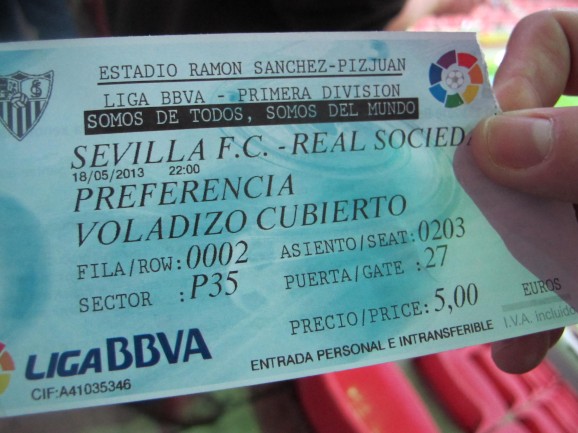 ESTADIO RAMON SANCHEZ-PIZJUAN
LIGA BBVA - PRIMERA DIVISION
SOMOS DE TODOS, SOMOS DEL MUNDO
SEVILLA F.C. -REAL SOCIED
18/05/2013 22:00
PREFERENCIA
VOLADIZO CUBIERTO
FILA/ROW:0002 ASIENTO/SEAT:0203
SECTOR :P35 PUERTA/GATE :27
PRECIO/PRICE:5,00 EUROS
I.V.A. incluido
LIGA BBVA
ENTRADA PERSONAL E INTRANSFERIBLE
CIF:A41035346